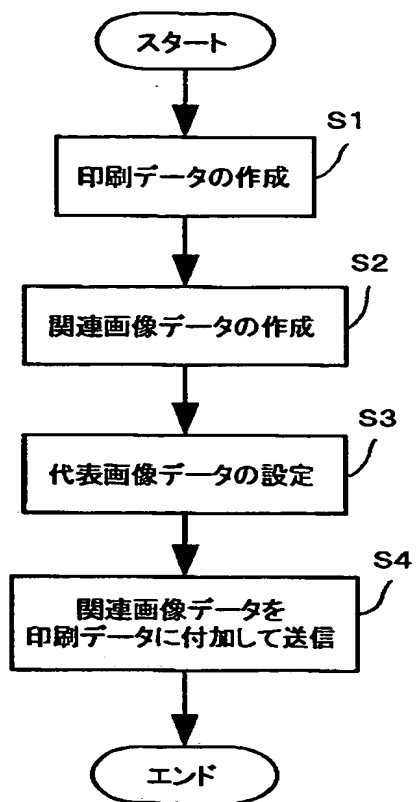 スタート
S1
印刷データの作成
S2
関連画像データの作成
S3
代表画像データの設定
S4
関連画像データを
印刷データに付加して送信
エンド